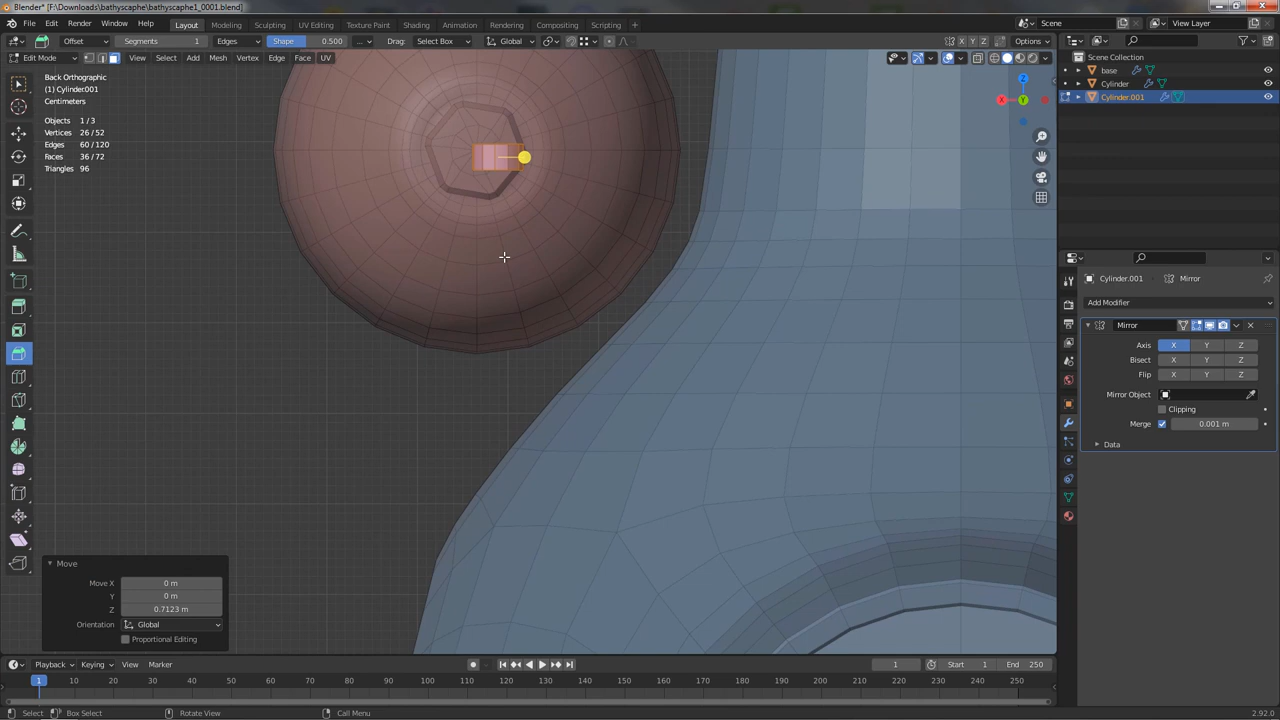 Blender* [F:\Downloads\bathyscaphe\bathyscaphe1_0001.blend]
File Edit Render Window Help Layout Modeling Sculpting UV Editing Texture Paint Shading Animation Rendering Compositing Scripting + Scene View Layer
Offset Segments 1 Edges Shape 0.500 ... Drag: Select Box Global X Y Z Options
Edit Mode View Select Add Mesh Vertex Edge Face UV
Back Orthographic
(1) Cylinder.001
Centimeters
Objects 1 / 3
Vertices 26 / 52
Edges 60 / 120
Faces 36 / 72
Triangles 96
Z
X
Y
Scene Collection
base
Cylinder
Cylinder.001
Cylinder.001 Mirror
Add Modifier
Mirror
Axis X Y Z
Bisect X Y Z
Flip X Y Z
Mirror Object
Clipping
Merge 0.001 m
Data
Move
Move X 0 m
Y 0 m
Z 0.7123 m
Orientation Global
Proportional Editing
Playback Keying View Marker 1 Start 1 End 250
1 10 20 30 40 50 60 70 80 90 100 110 120 130 140 150 160 170 180 190 200 210 220 230 240 250
Select Box Select Rotate View Call Menu 2.92.0